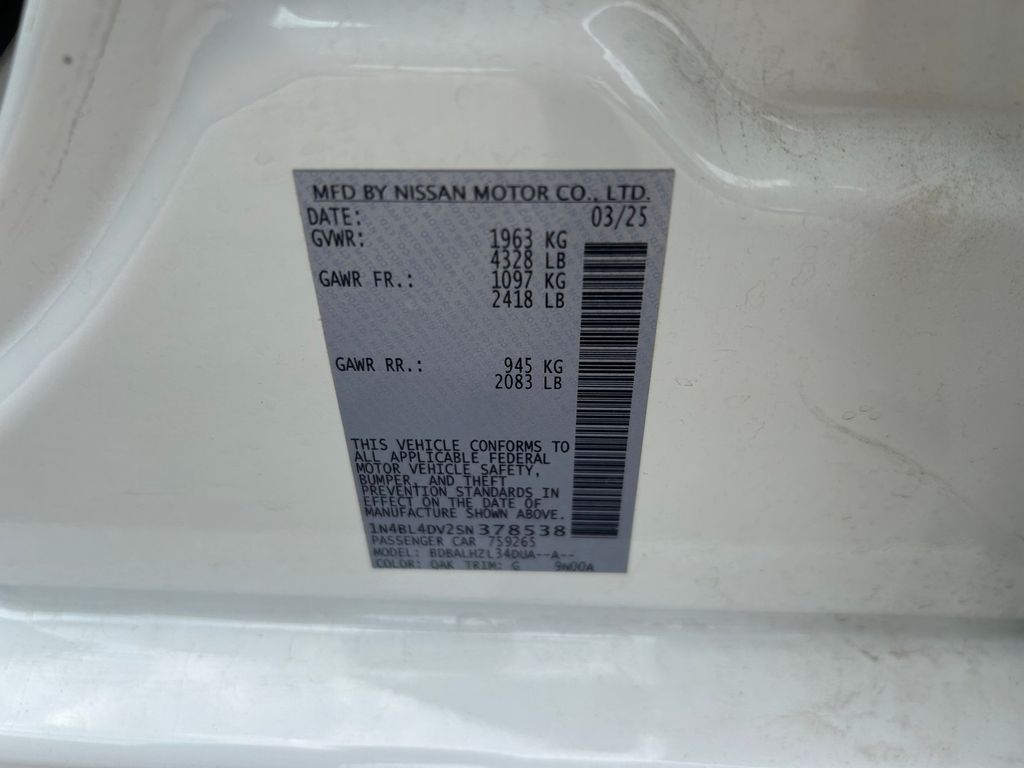 MFD BY NISSAN MOTOR CO., LTD.
DATE: 03/25
GVWR: 1963 KG
4328 LB
GAWR FR.: 1097 KG
2418 LB
GAWR RR.: 945 KG
2083 LB
THIS VEHICLE CONFORMS TO
ALL APPLICABLE FEDERAL
MOTOR VEHICLE SAFETY,
BUMPER, AND THEFT
PREVENTION STANDARDS IN
EFFECT ON THE DATE OF
MANUFACTURE SHOWN ABOVE.
1N4BL4DV2SN378538
PASSENGER CAR 759265
MODEL: BDBALHZL34DUA--A--
COLOR: QAK TRIM: G 9N00A